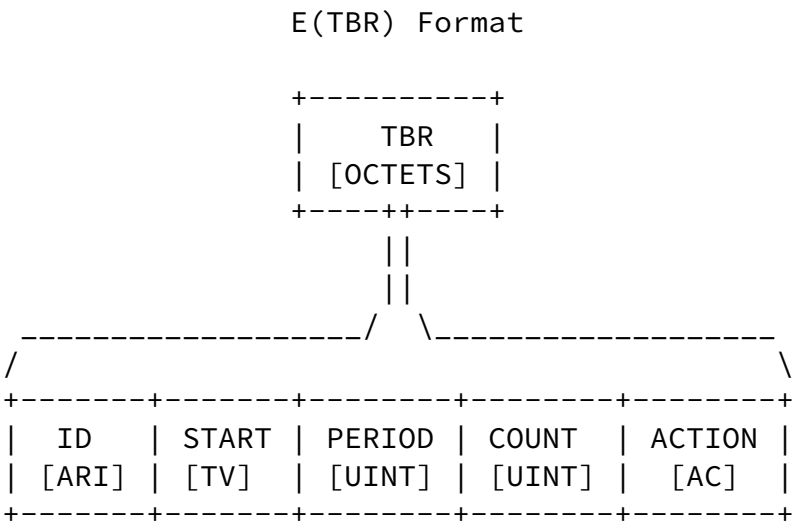 E(TBR) Format
TBR
[OCTETS]
ID START PERIOD COUNT ACTION
[ARI] [TV] [UINT] [UINT] [AC]